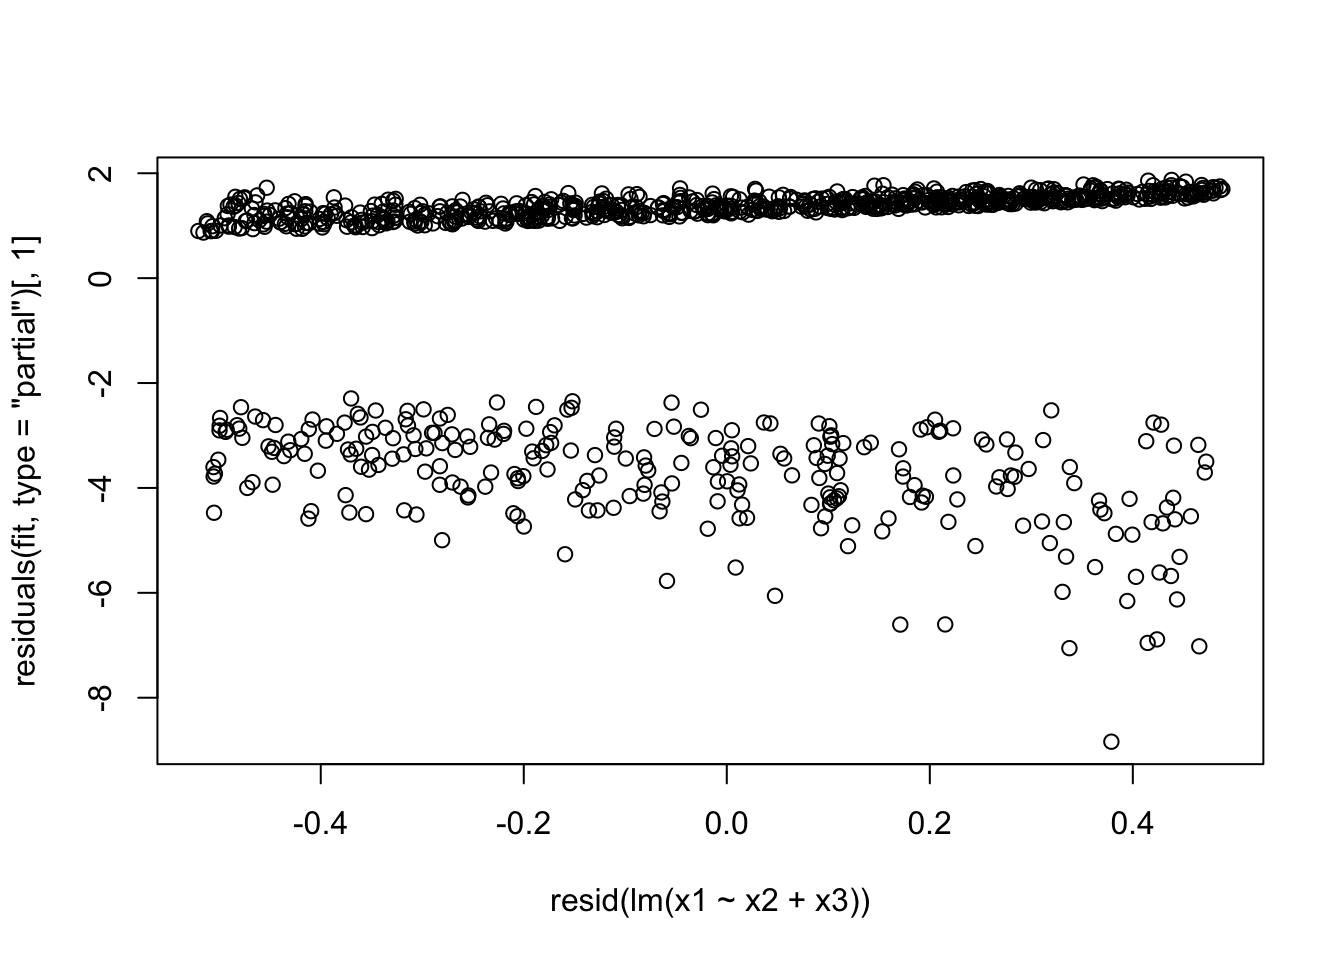 residuals(fit, type = "partial")[, 1]
2
0
-2
-4
-6
-8
-0.4 -0.2 0.0 0.2 0.4
resid(lm(x1 ~ x2 + x3))